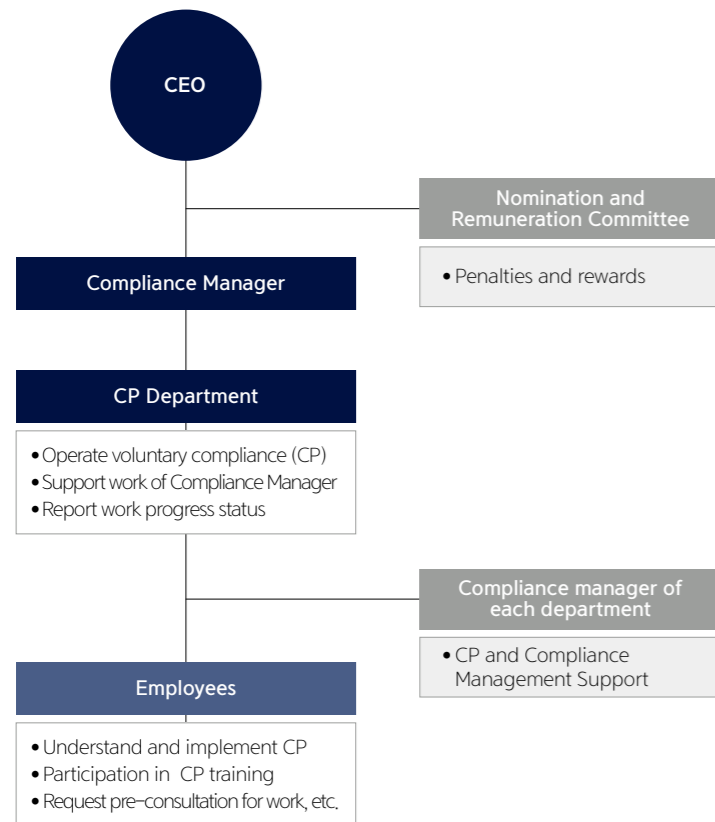 CEO
Nomination and
Remuneration Committee
• Penalties and rewards
Compliance Manager
CP Department
• Operate voluntary compliance (CP)
• Support work of Compliance Manager
• Report work progress status
Compliance manager of
each department
• CP and Compliance
Management Support
Employees
• Understand and implement CP
• Participation in CP training
• Request pre-consultation for work, etc.